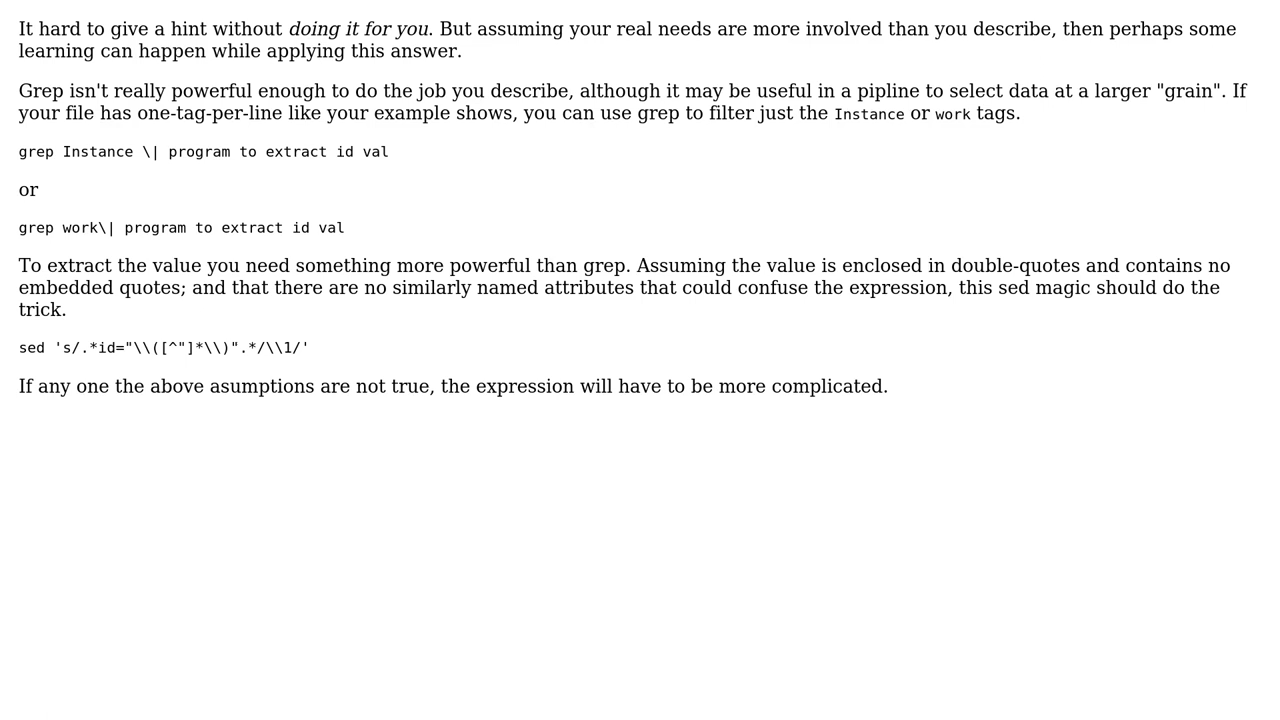 It hard to give a hint without doing it for you. But assuming your real needs are more involved than you describe, then perhaps some
learning can happen while applying this answer.
Grep isn't really powerful enough to do the job you describe, although it may be useful in a pipline to select data at a larger "grain". If
your file has one-tag-per-line like your example shows, you can use grep to filter just the Instance or work tags.
grep Instance \| program to extract id val
or
grep work\| program to extract id val
To extract the value you need something more powerful than grep. Assuming the value is enclosed in double-quotes and contains no
embedded quotes; and that there are no similarly named attributes that could confuse the expression, this sed magic should do the
trick.
sed 's/.*id="\\([^"]*\\)".*/\\1/'
If any one the above asumptions are not true, the expression will have to be more complicated.